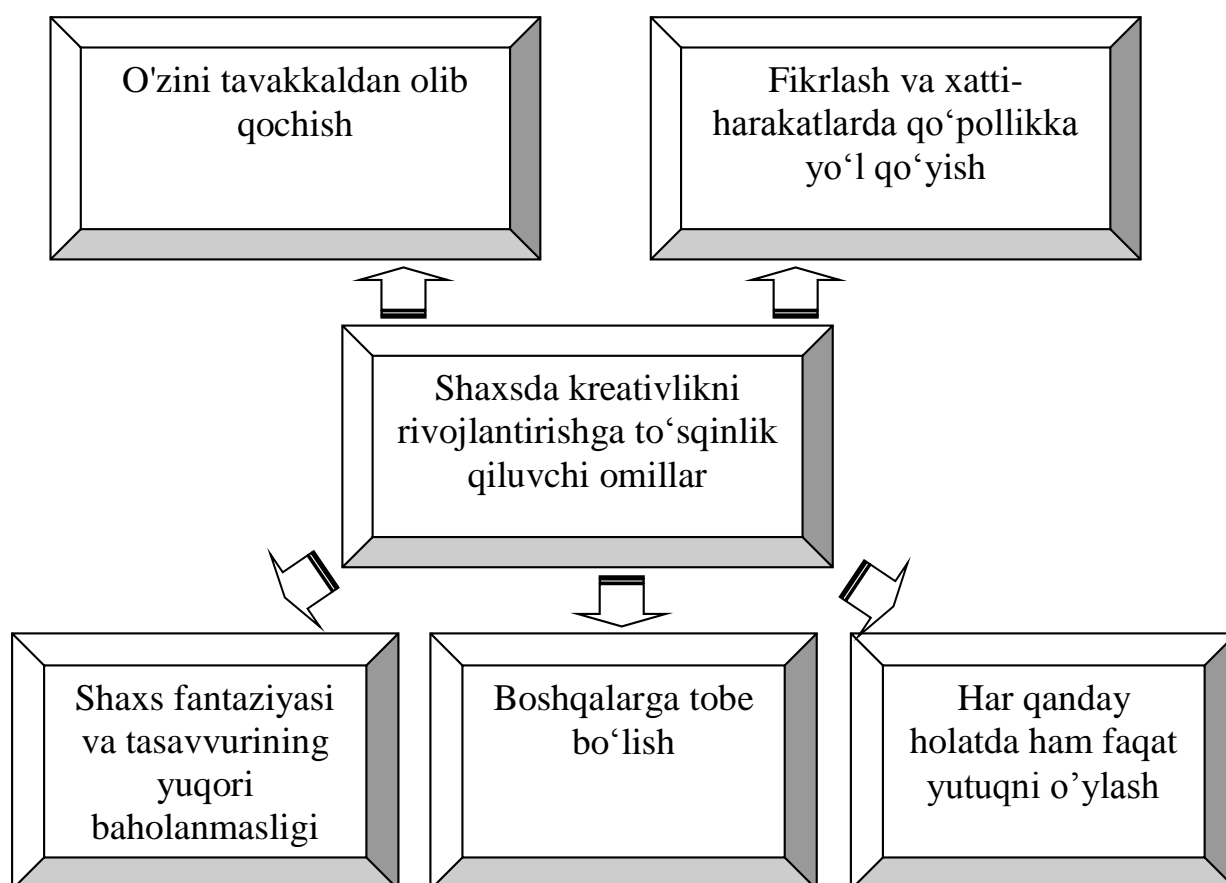 O'zini tavakkaldan olib
qochish
Fikrlash va xatti-
harakatlarda qo‘pollikka
yo‘l qo‘yish
Shaxsda kreativlikni
rivojlantirishga to‘sqinlik
qiluvchi omillar
Shaxs fantaziyasi
va tasavvurining
yuqori
baholanmasligi
Boshqalarga tobe
bo‘lish
Har qanday
holatda ham faqat
yutuqni o’ylash